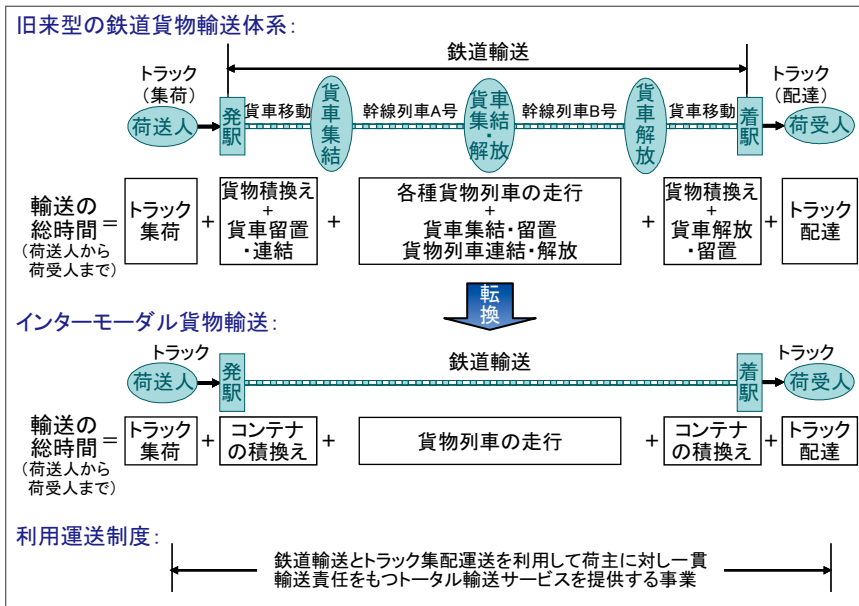 旧来型の鉄道貨物輸送体系:
鉄道輸送
トラック
(集荷)
トラック
(配達)
荷送人
発駅
貨車移動
貨車集結
幹線列車A号
貨車集結・解放
幹線列車B号
貨車解放
貨車移動
着駅
荷受人
輸送の
総時間
(荷送人から
荷受人まで)
=
トラック
集荷
+
貨物積換え
+
貨車留置
・連結
+
各種貨物列車の走行
+
貨車集結・留置
貨物列車連結・解放
+
貨物積換え
+
貨車解放
・留置
+
トラック
配達
転換
インターモーダル貨物輸送:
トラック
鉄道輸送
トラック
荷送人
発駅
着駅
荷受人
輸送の
総時間
(荷送人から
荷受人まで)
=
トラック
集荷
+
コンテナ
の積換え
+
貨物列車の走行
+
コンテナ
の積換え
+
トラック
配達
利用運送制度:
鉄道輸送とトラック集配運送を利用して荷主に対し一貫
輸送責任をもつトータル輸送サービスを提供する事業